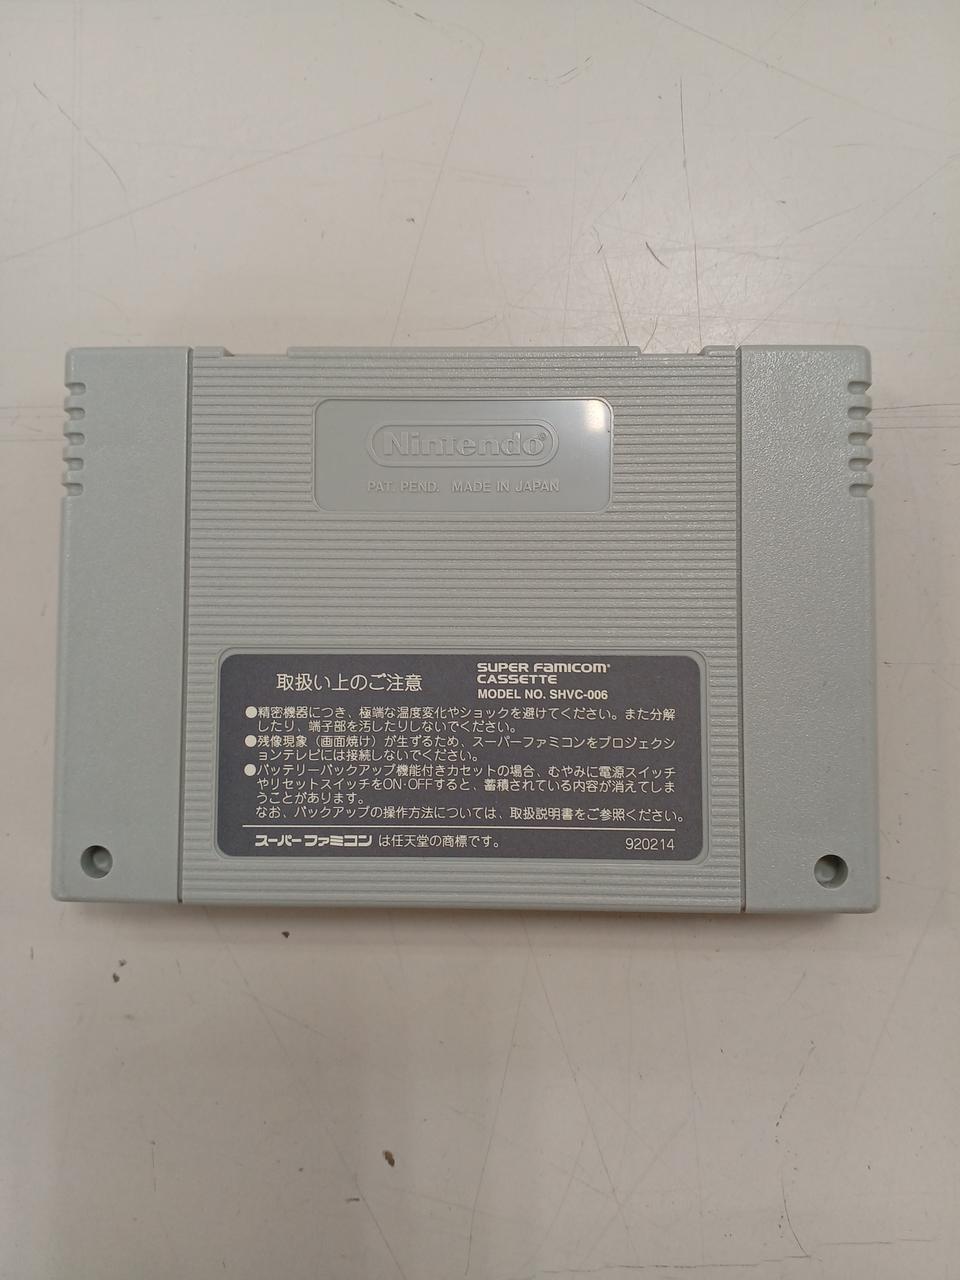 Nintendo®
PAT. PEND. MADE IN JAPAN
取扱い上のご注意
SUPER FAMICOM®
CASSETTE
MODEL NO. SHVC-006
●精密機器につき、極端な温度変化やショックを避けてください。また分解
したり、端子部を汚したりしないでください。
●残像現象（画面焼け）が生ずるため、スーパーファミコンをプロジェクシ
ョンテレビには接続しないでください。
●バッテリーバックアップ機能付きカセットの場合、むやみに電源スイッチ
やリセットスイッチをON·OFFすると、蓄積されている内容が消えてしま
うことがあります。
なお、バックアップの操作方法については、取扱説明書をご参照ください。
スーパーファミコン は任天堂の商標です。
920214